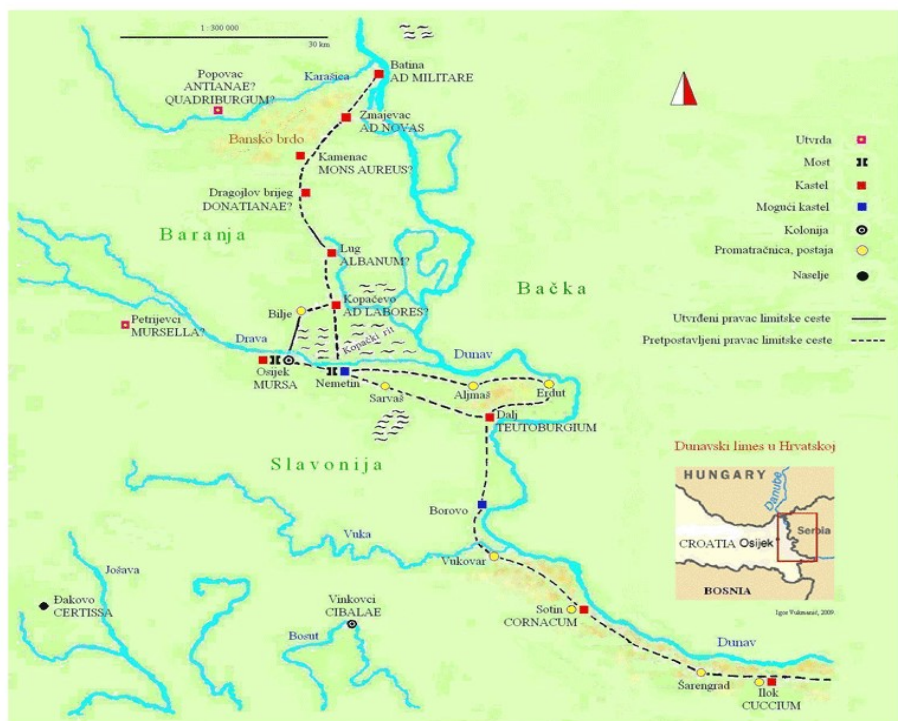 1 : 300 000
30 km
Batina
AD MILITARE
Karašica
Popovac
ANTIANAE?
QUADRIBURGUM?
Zmajevac
AD NOVAS
Bansko brdo
Kamenac
MONS AUREUS?
Dragojlov brijeg
DONATIANAE?
Baranja
Lug
ALBANUM?
Bačka
Kopačevo
AD LABORES?
Bilje
Petrijevci
MURSELLA?
Kopački rit
Drava
Dunav
Osijek
MURSA
Nemetin
Sarvaš
Aljmaš
Erdut
Dalj
TEUTOBURGIUM
Slavonija
Borovo
Vuka
Vukovar
Jošava
Đakovo
CERTISSA
Vinkovci
CIBALAE
Bosut
Sotin
CORNACUM
Dunav
Šarengrad
Ilok
CUCCIUM
Utvrda
Most
Kastel
Mogući kastel
Kolonija
Promatračnica, postaja
Naselje
Utvrđeni pravac limitske ceste
Pretpostavljeni pravac limitske ceste
Dunavski limes u Hrvatskoj
HUNGARY
Danube
Serbia
CROATIA Osijek
BOSNIA
Igor Vukmanić, 2009.